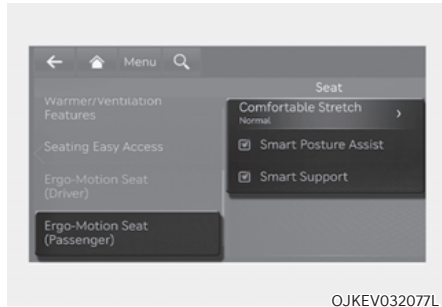 Menu
Seat
Warmer/Ventilation
Features
Seating Easy Access
Ergo-Motion Seat
(Driver)
Ergo-Motion Seat
(Passenger)
Comfortable Stretch
Normal
Smart Posture Assist
Smart Support
OJKEV032077L